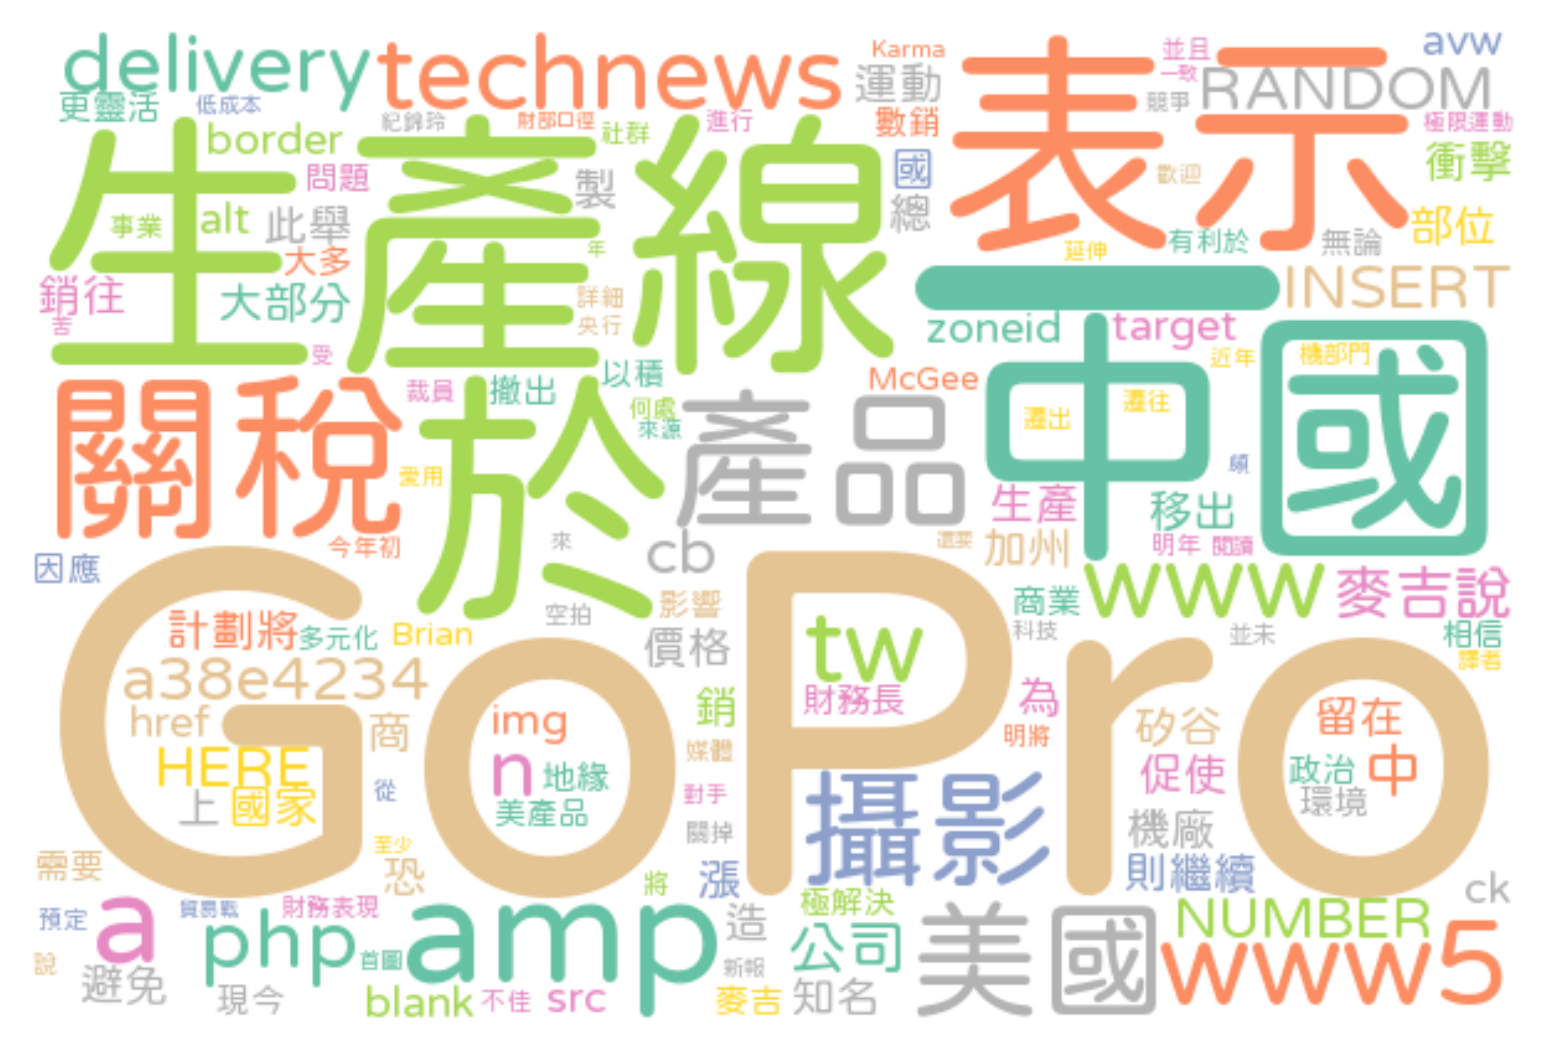 delivery
technews
Karma
運動
表示
並且
一致
競爭
RANDOM
avw
更靈活
低成本
border
紀錦玲
財部口徑
社群
進行
數銷
極限運動
生產線
問題
製
國
總
歡迎
衝擊
事業
alt
此舉
大多
年
延伸
有利於
無論
部位
銷往
苦
大部分
受
詳細
央行
一
INSERT
zoneid
target
近年
機部門
關稅
裁員
撤出
以積
McGee
中國
遷出
遷往
於
何處
來源
產品
愛用
生產
移出
今年初
來
cb
還要
加州
明年
閱讀
因應
空拍
影響
商業
www
麥吉說
GoPro
計劃將
多元化
Brian
價格
tw
科技
並未
相信
譯者
a38e4234
href
商
img
銷
財務長
為
明將
矽谷
留在
HERE
上
國家
從
n
地緣
美產品
媒體
對手
關掉
攝影
促使
機廠
政治
中
環境
需要
至少
恐
將
漲
則繼續
ck
預定
a
貿易戰
財務表現
php
首圖
amp
造
極解決
公司
美國
NUMBER
www5
說
避免
現今
blank
不佳
src
新報
麥吉
知名